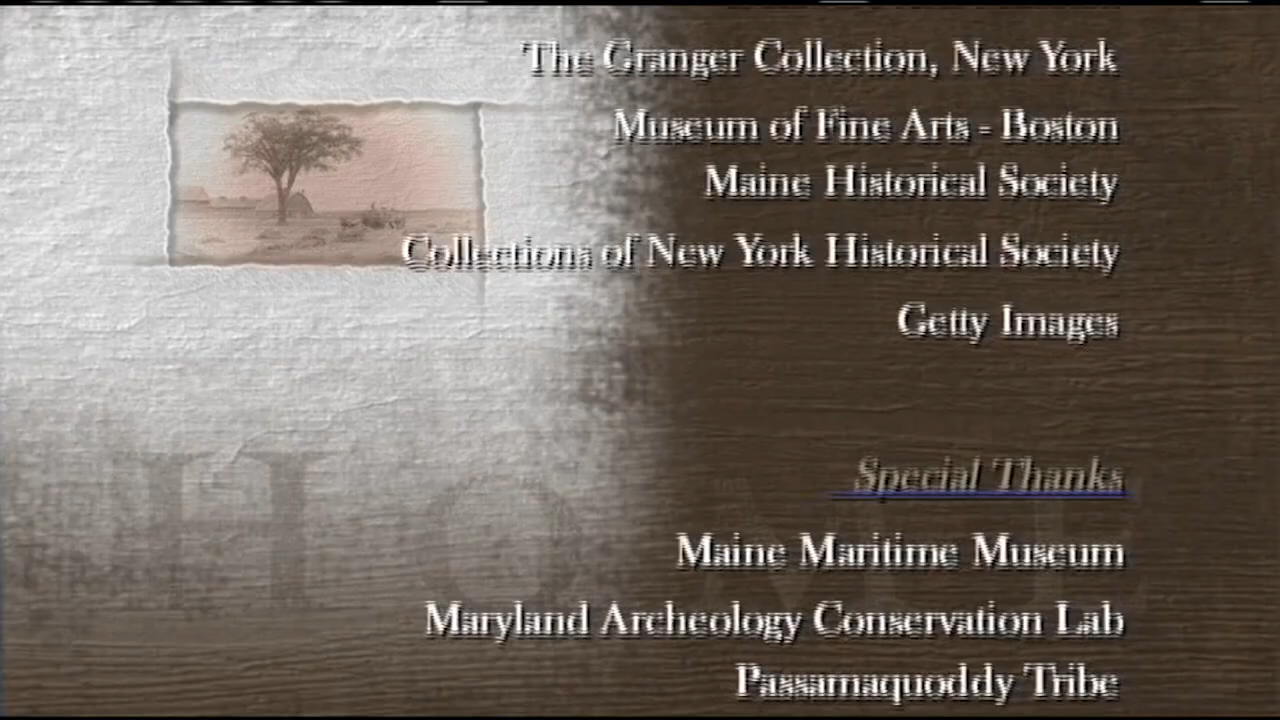 The Granger Collection, New York
Museum of Fine Arts - Boston
Maine Historical Society
Collections of New York Historical Society
Getty Images
Special Thanks
HOME
Maine Maritime Museum
Maryland Archeology Conservation Lab
Passamaquoddy Tribe